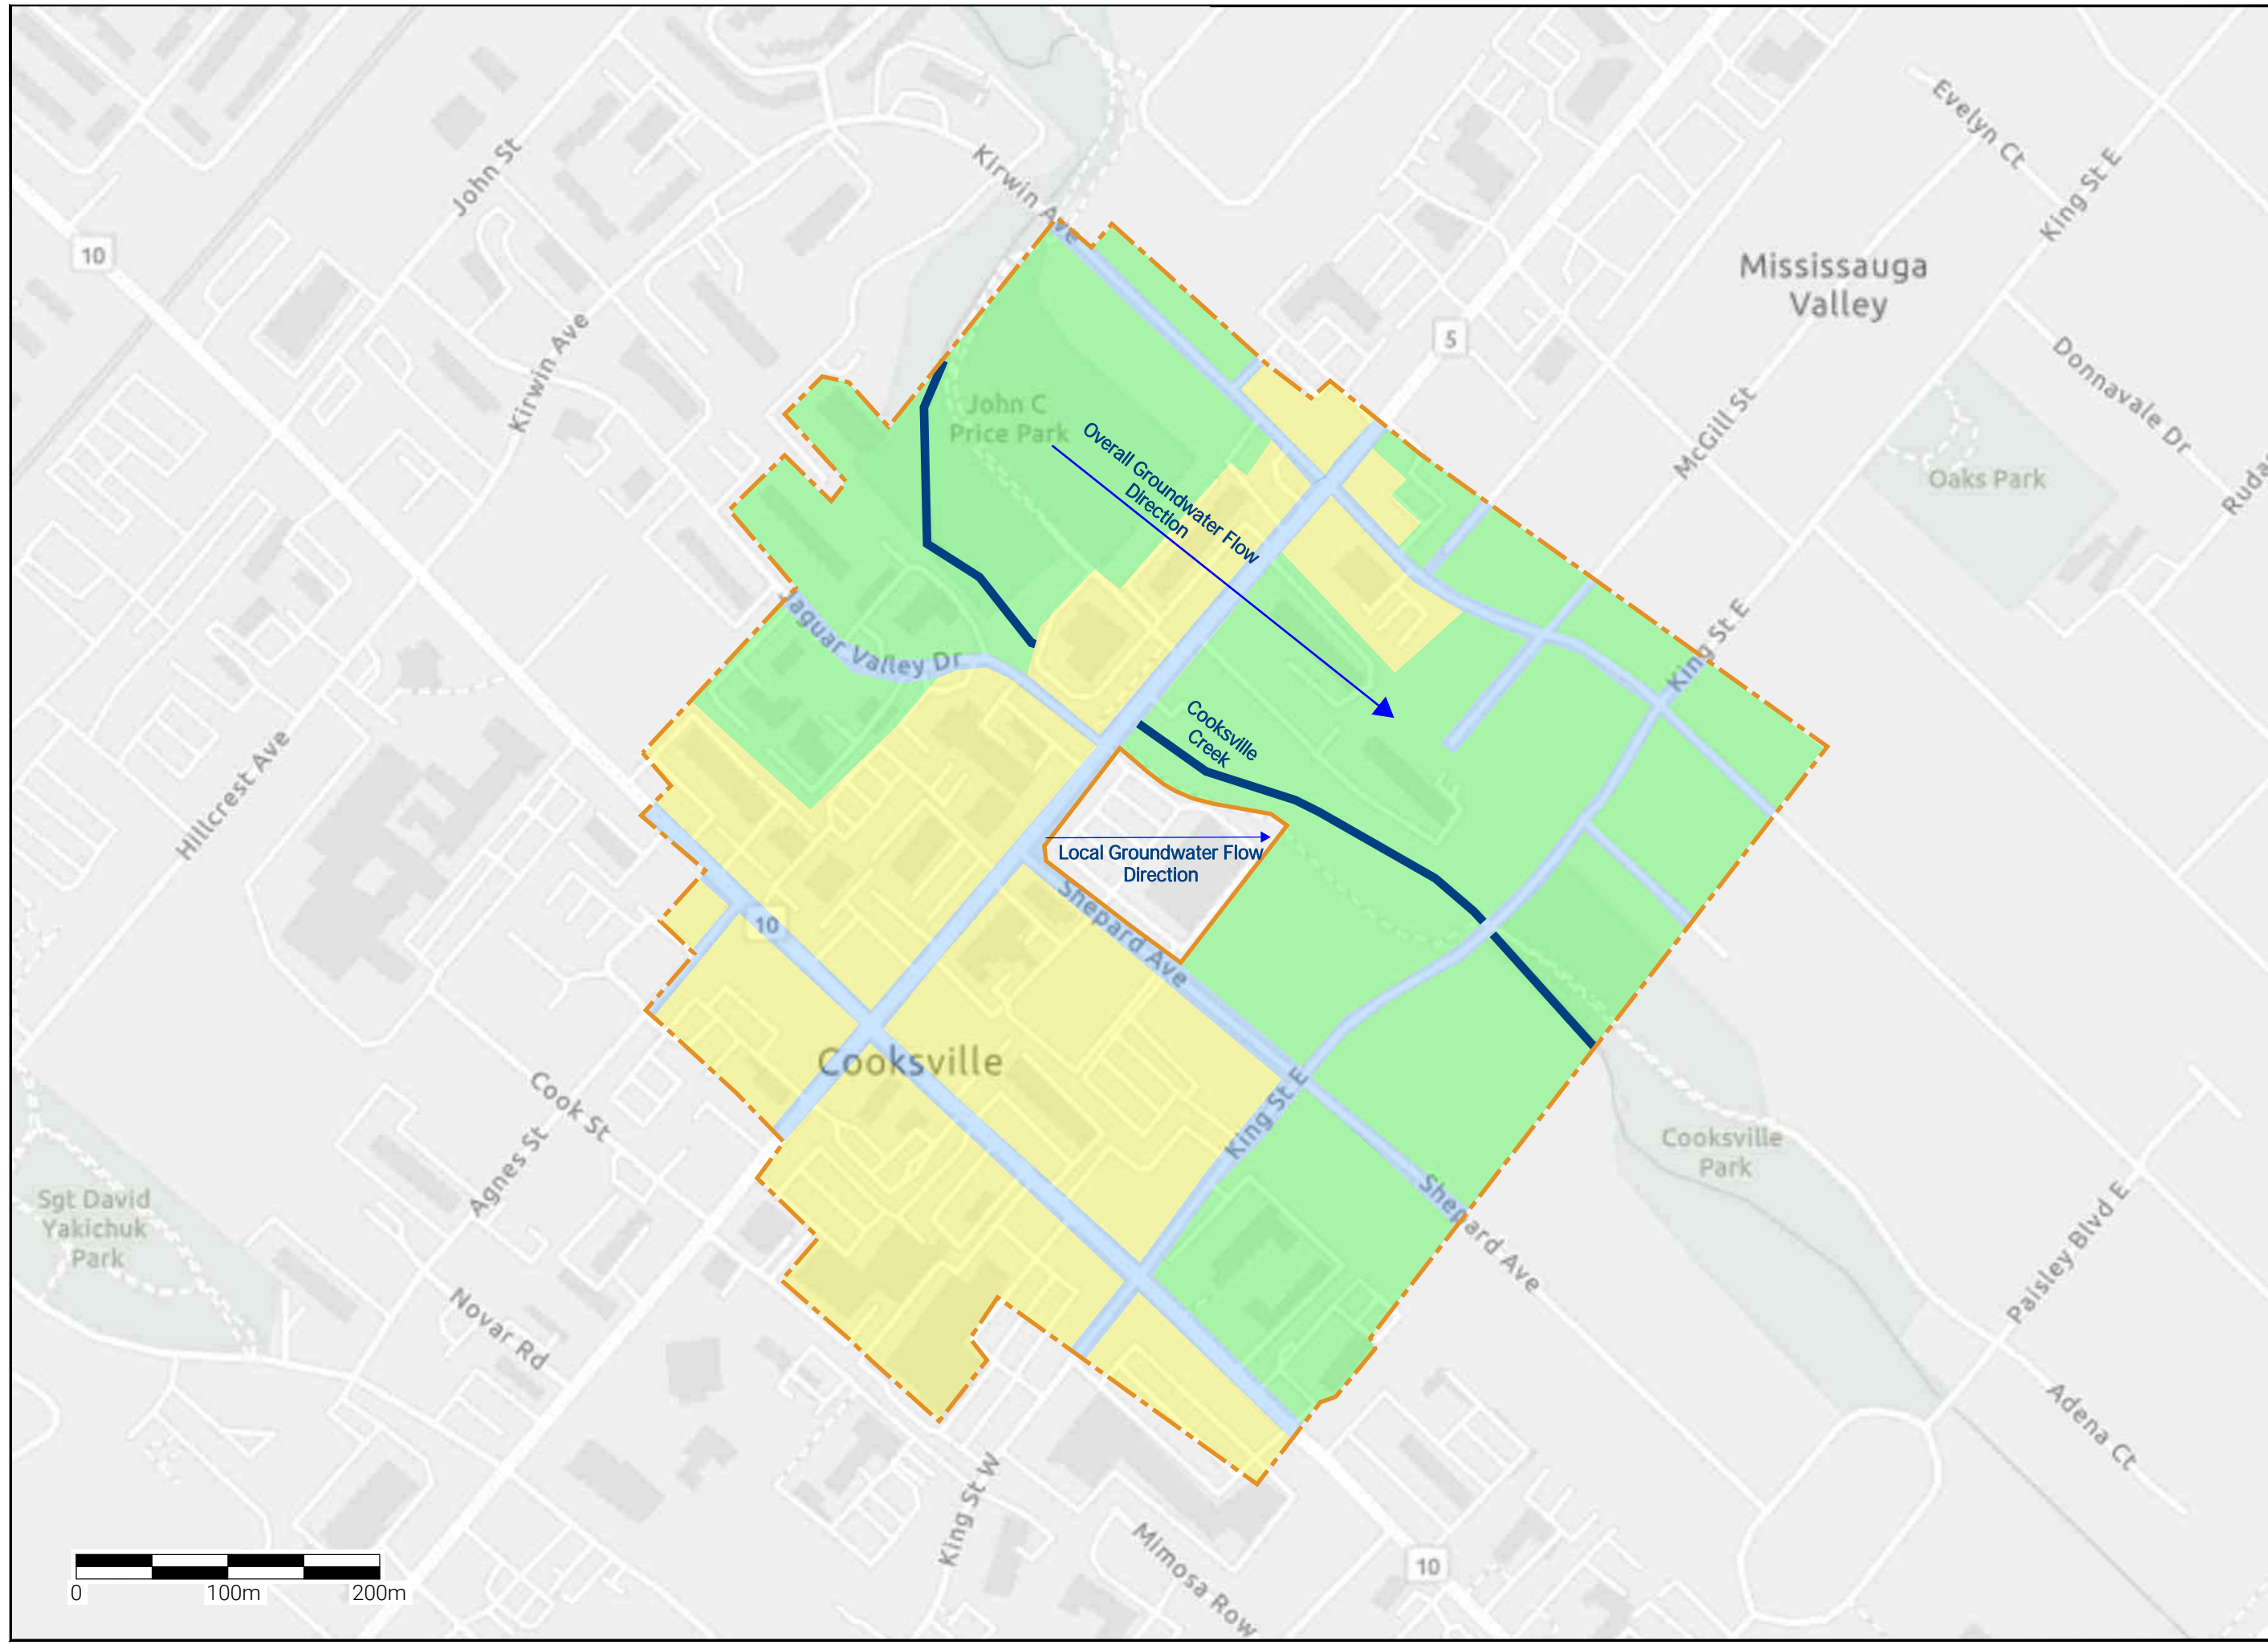 Evelyn Ct
King St E
John St
Kirwin Ave
10
Mississauga
Valley
5
Donnavale Dr
Kirwin Ave
McGill St
John C
Price Park
Overall Groundwater Flow
Direction
Oaks Park
King St E
Jaguar Valley Dr
Cooksville
Creek
Hillcrest Ave
Local Groundwater Flow
Direction
10
Shepard Ave
Cooksville
Cook St
King St E
Cooksville
Park
Agnes St
Sgt David
Yakichuk
Park
Shepard Ave
Paisley Blvd E
Novar Rd
Adena Ct
King St W
Mimosa Row
10
0
100m
200m